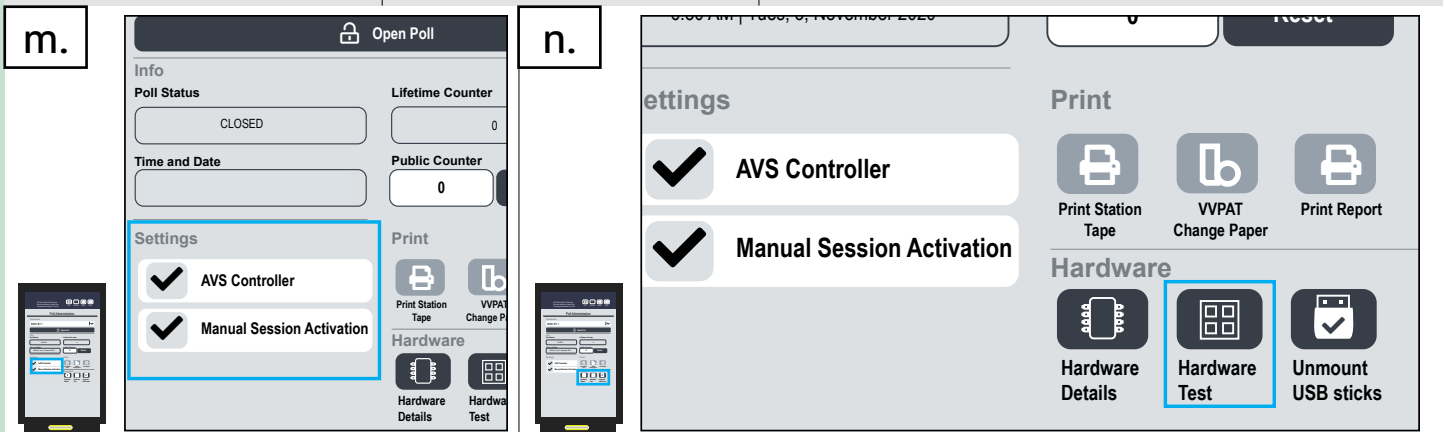 m.
Open Poll
Info
Poll Status
Lifetime Counter
CLOSED
0
Time and Date
Public Counter
0
Settings
Print
AVS Controller
Manual Session Activation
Print Station
Tape
VVPAT
Change P
Hardware
Hardware
Details
Hardwa
Test
n.
0
Reset
ettings
Print
AVS Controller
Manual Session Activation
Print Station
Tape
VVPAT
Change Paper
Print Report
Hardware
Hardware
Details
Hardware
Test
Unmount
USB sticks